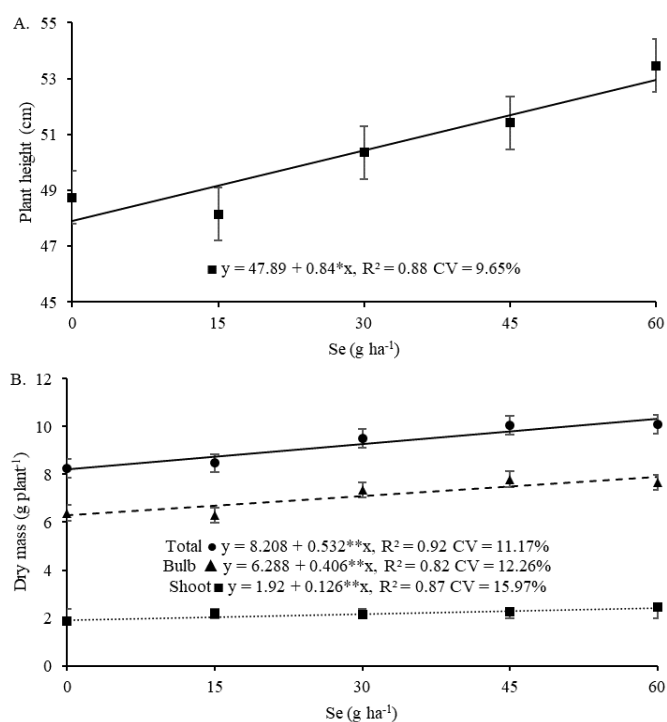 A.
55
53
51
49
47
45
Plant height (cm)
■ y = 47.89 + 0.84*x, R² = 0.88 CV = 9.65%
0 15 30 45 60
Se (g ha⁻¹)
B.
12
10
8
6
4
2
0
Dry mass (g plant⁻¹)
Total ● y = 8.208 + 0.532**x, R² = 0.92 CV = 11.17%
Bulb ▲ y = 6.288 + 0.406**x, R² = 0.82 CV = 12.26%
Shoot ■ y = 1.92 + 0.126**x, R² = 0.87 CV = 15.97%
0 15 30 45 60
Se (g ha⁻¹)